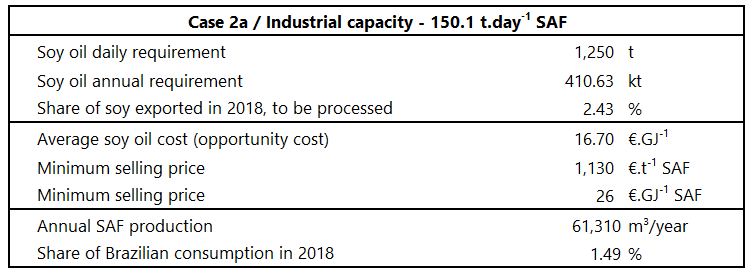 Case 2a / Industrial capacity - 150.1 t.day⁻¹ SAF
Soy oil daily requirement 1,250 t
Soy oil annual requirement 410.63 kt
Share of soy exported in 2018, to be processed 2.43 %
Average soy oil cost (opportunity cost) 16.70 €.GJ⁻¹
Minimum selling price 1,130 €.t⁻¹ SAF
Minimum selling price 26 €.GJ⁻¹ SAF
Annual SAF production 61,310 m³/year
Share of Brazilian consumption in 2018 1.49 %